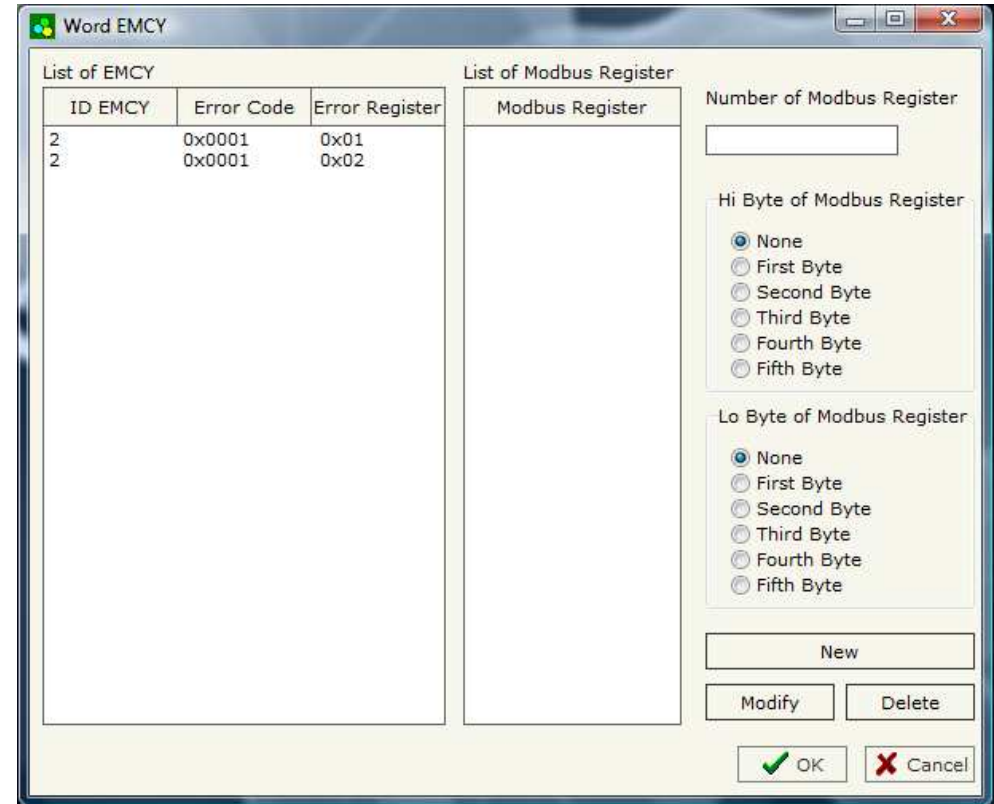 Word EMCY
List of EMCY
ID EMCY Error Code Error Register
2 0x0001 0x01
2 0x0001 0x02
List of Modbus Register
Modbus Register
Number of Modbus Register
Hi Byte of Modbus Register
None
First Byte
Second Byte
Third Byte
Fourth Byte
Fifth Byte
Lo Byte of Modbus Register
None
First Byte
Second Byte
Third Byte
Fourth Byte
Fifth Byte
New
Modify Delete
OK Cancel